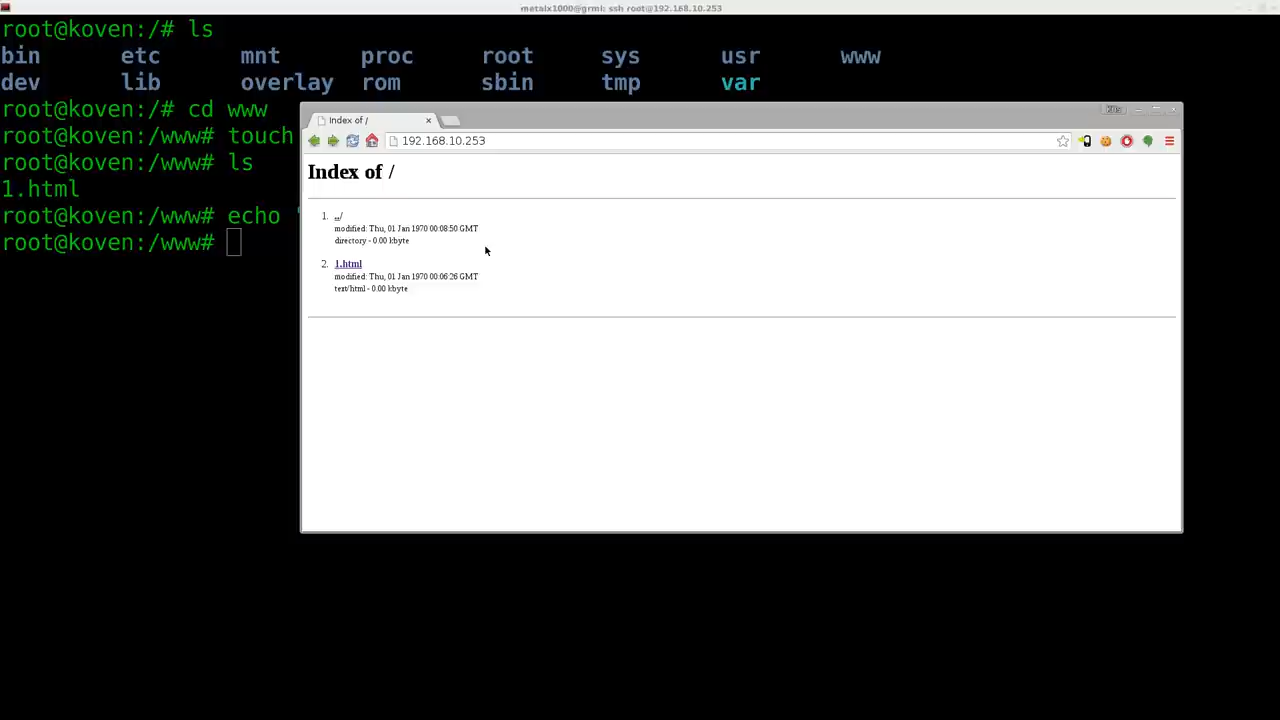 metalx1000@grml: ssh root@192.168.10.253
root@koven:/# ls
bin etc mnt proc root sys usr www
dev lib overlay rom sbin tmp var
root@koven:/# cd www
root@koven:/www# touch
root@koven:/www# ls
1.html
root@koven:/www# echo "
root@koven:/www#
Index of /
192.168.10.253
Index of /
1. ../
modified: Thu, 01 Jan 1970 00:08:50 GMT
directory - 0.00 kbyte
2. 1.html
modified: Thu, 01 Jan 1970 00:06:26 GMT
text/html - 0.00 kbyte